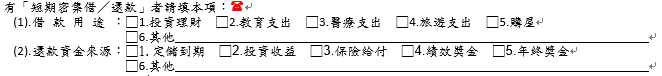 有「短期密集借/還款」者請填本項：☎
(1).借款用途：□1.投資理財 □2.教育支出 □3.醫療支出 □4.旅遊支出 □5.購屋
□6.其他
(2).還款資金來源：□1.定儲到期 □2.投資收益 □3.保險給付 □4.績效獎金 □5.年終獎金
□6.其他